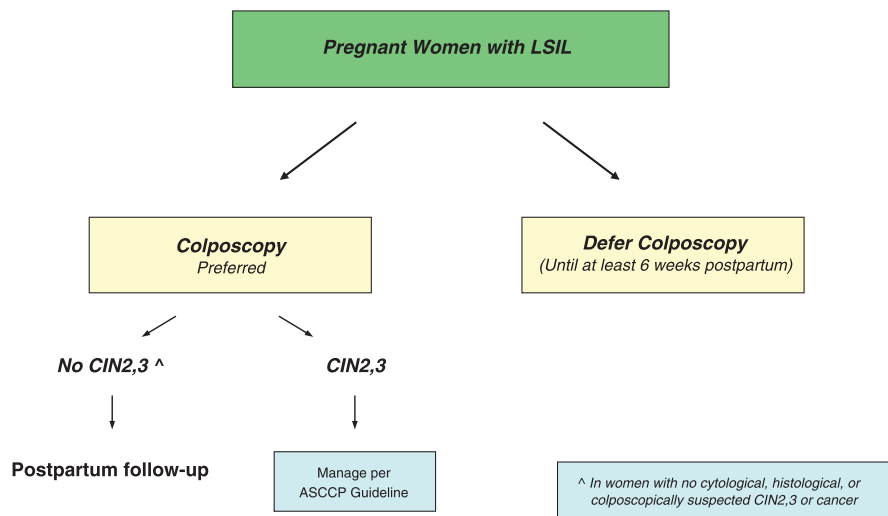 Pregnant Women with LSIL
Colposcopy
Preferred
Defer Colposcopy
(Until at least 6 weeks postpartum)
No CIN2,3 ^
CIN2,3
Postpartum follow-up
Manage per
ASCCP Guideline
^ In women with no cytological, histological, or
colposcopically suspected CIN2,3 or cancer